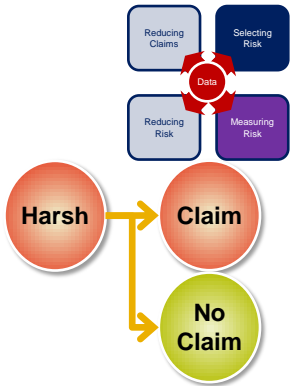 Reducing
Claims
Selecting
Risk
Data
Reducing
Risk
Measuring
Risk
Harsh
Claim
No
Claim